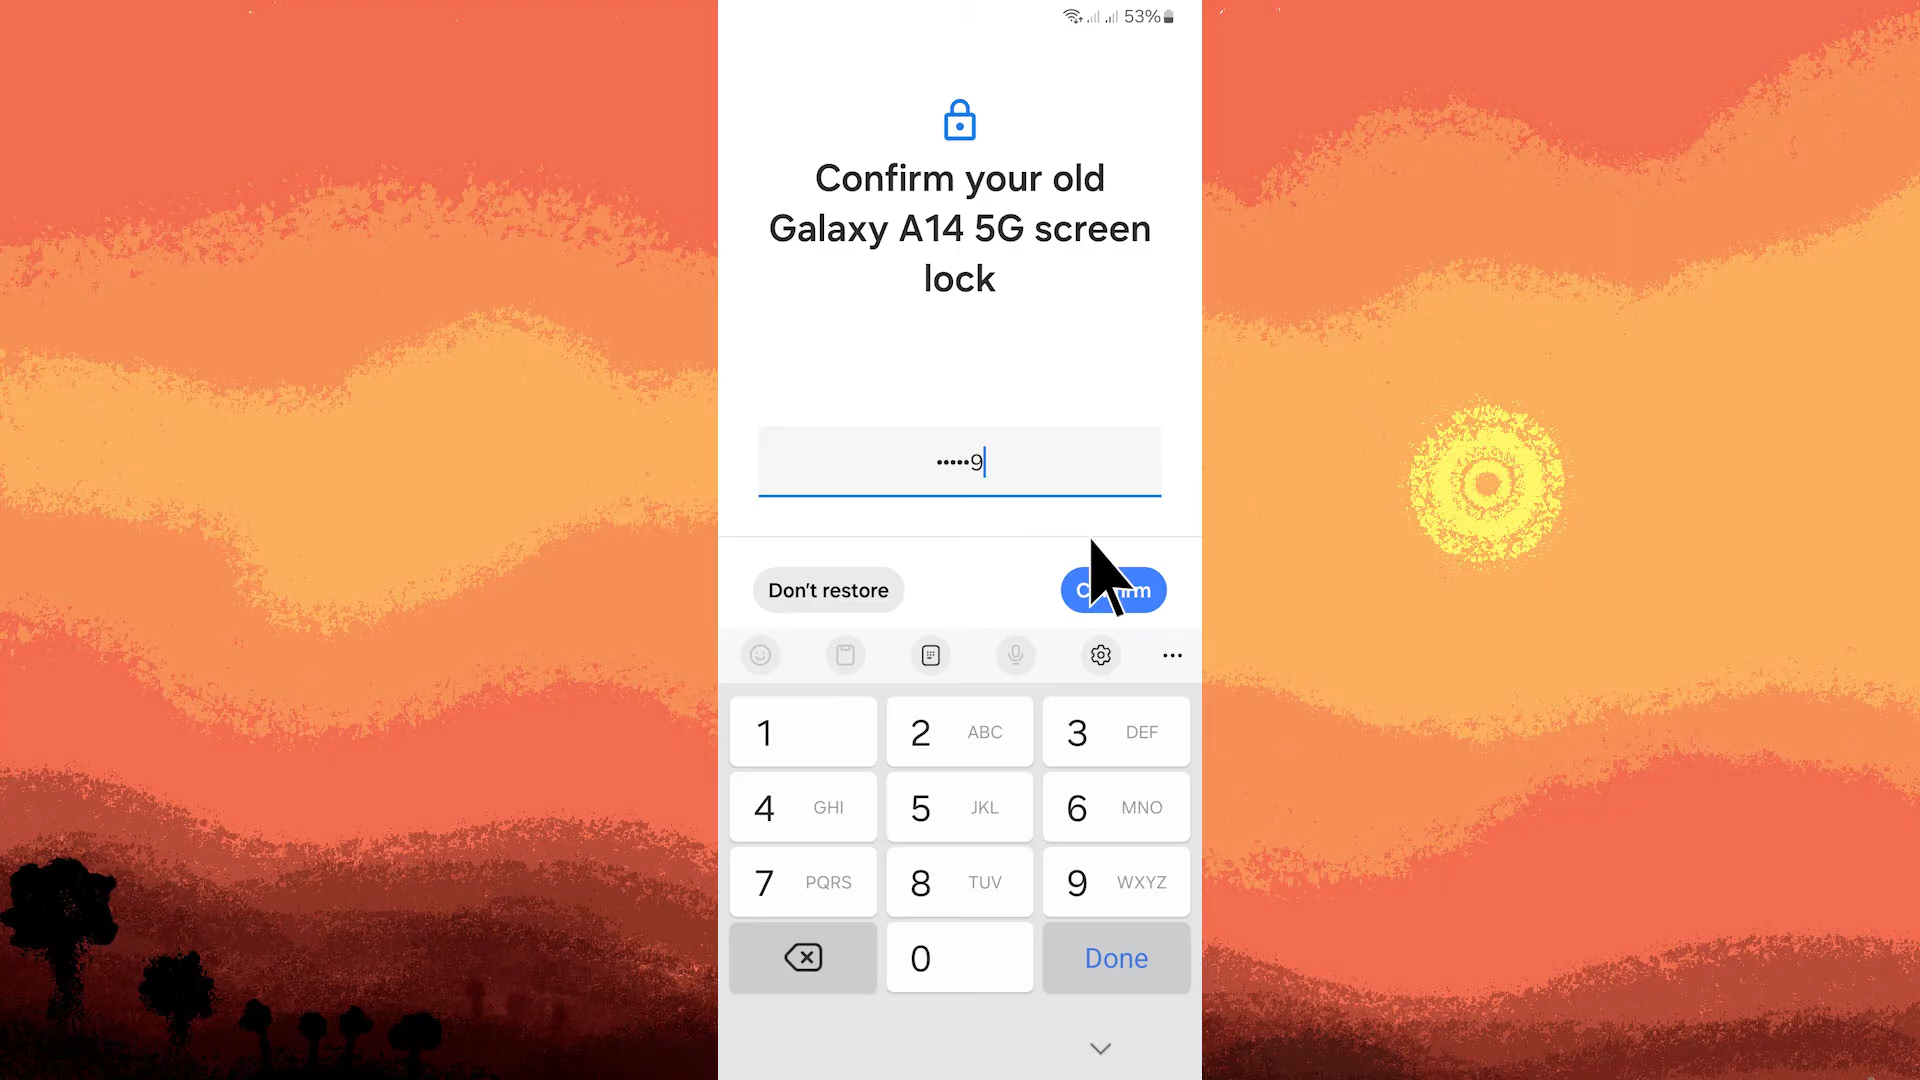 53%
Confirm your old
Galaxy A14 5G screen
lock
•••••9
Don't restore
1
2 ABC
3 DEF
4 GHI
5 JKL
6 MNO
7 PQRS
8 TUV
9 WXYZ
0
Done